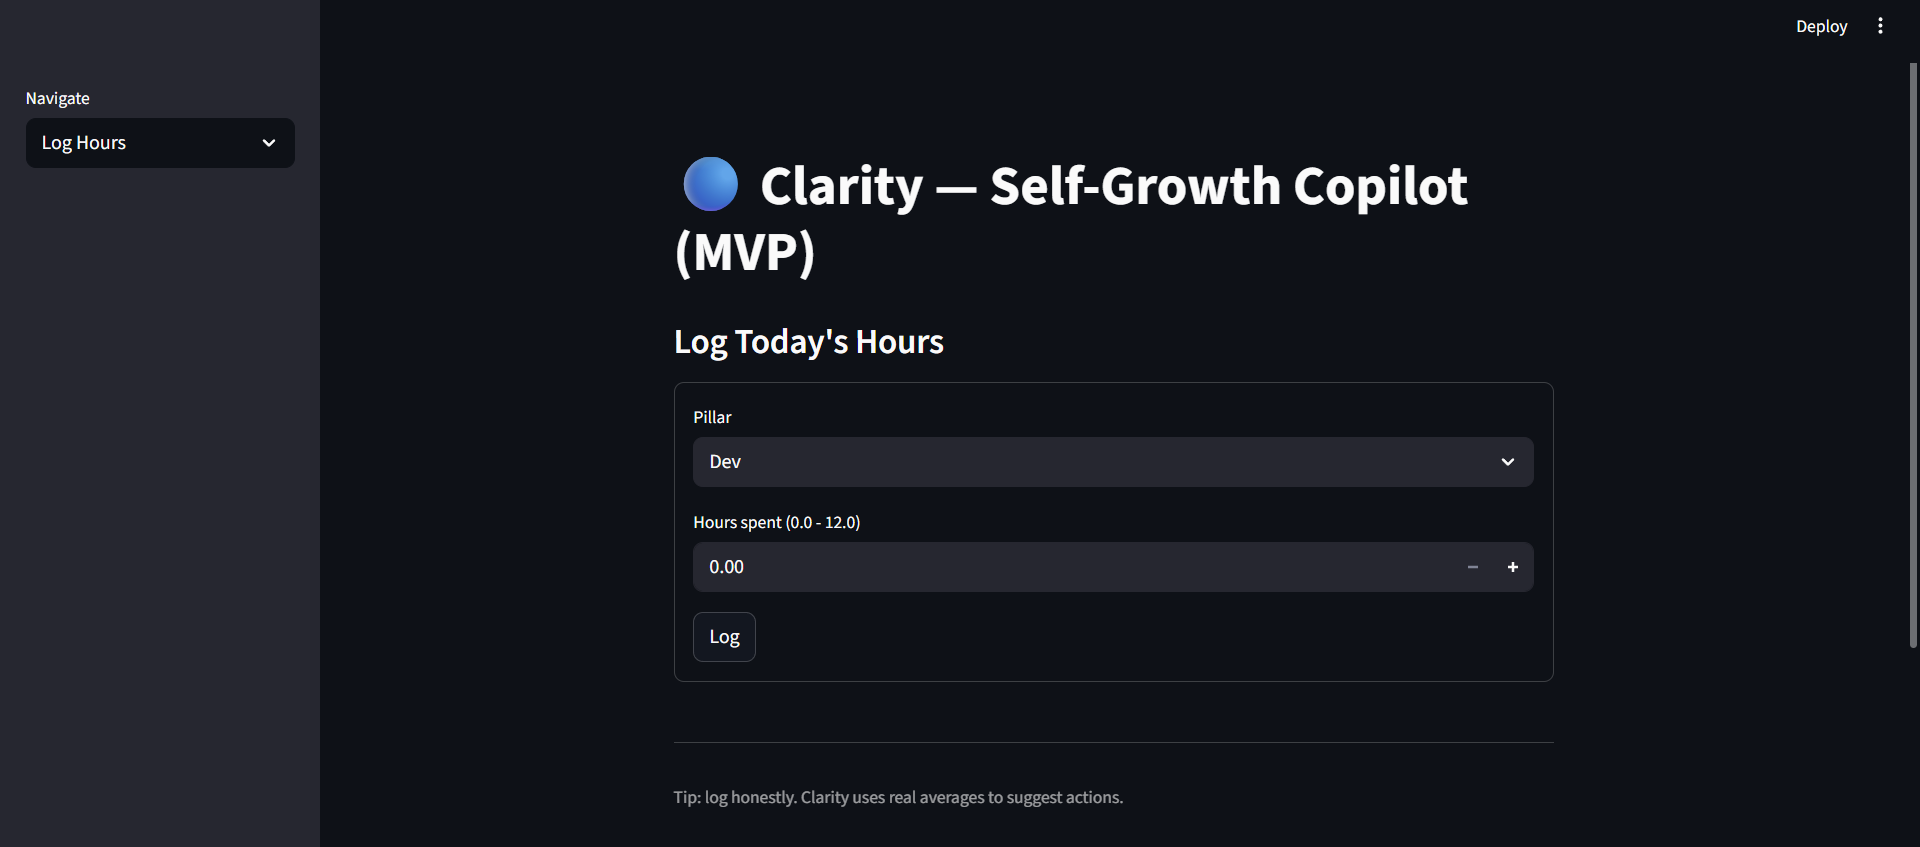 Deploy
Navigate
Log Hours
Clarity — Self-Growth Copilot
(MVP)
Log Today's Hours
Pillar
Dev
Hours spent (0.0 - 12.0)
0.00
Log
Tip: log honestly. Clarity uses real averages to suggest actions.